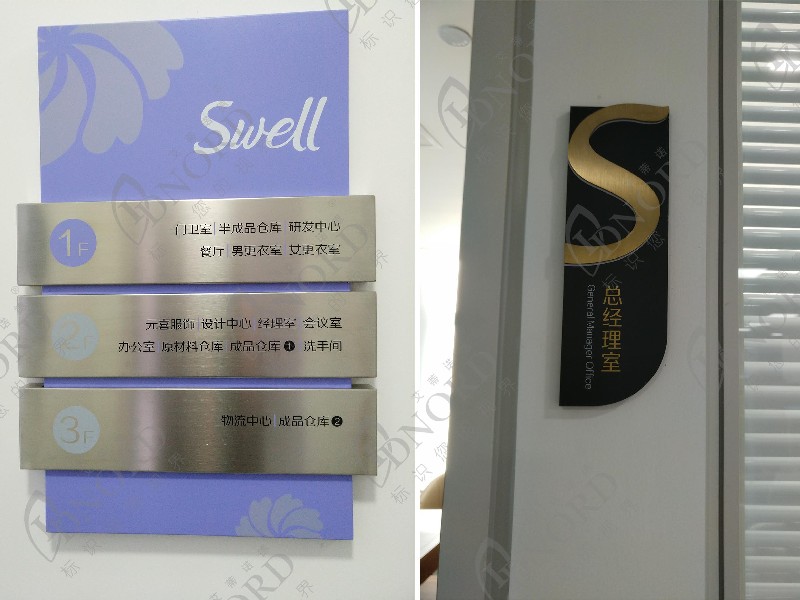 Swell
1F
门卫室 半成品仓库 研发中心
餐厅 男更衣室 女更衣室
2F
元喜服饰 设计中心 经理室 会议室
办公室 原材料仓库 成品仓库❶ 洗手间
3F
物流中心 成品仓库❷
S
总经理室
General Manager Office